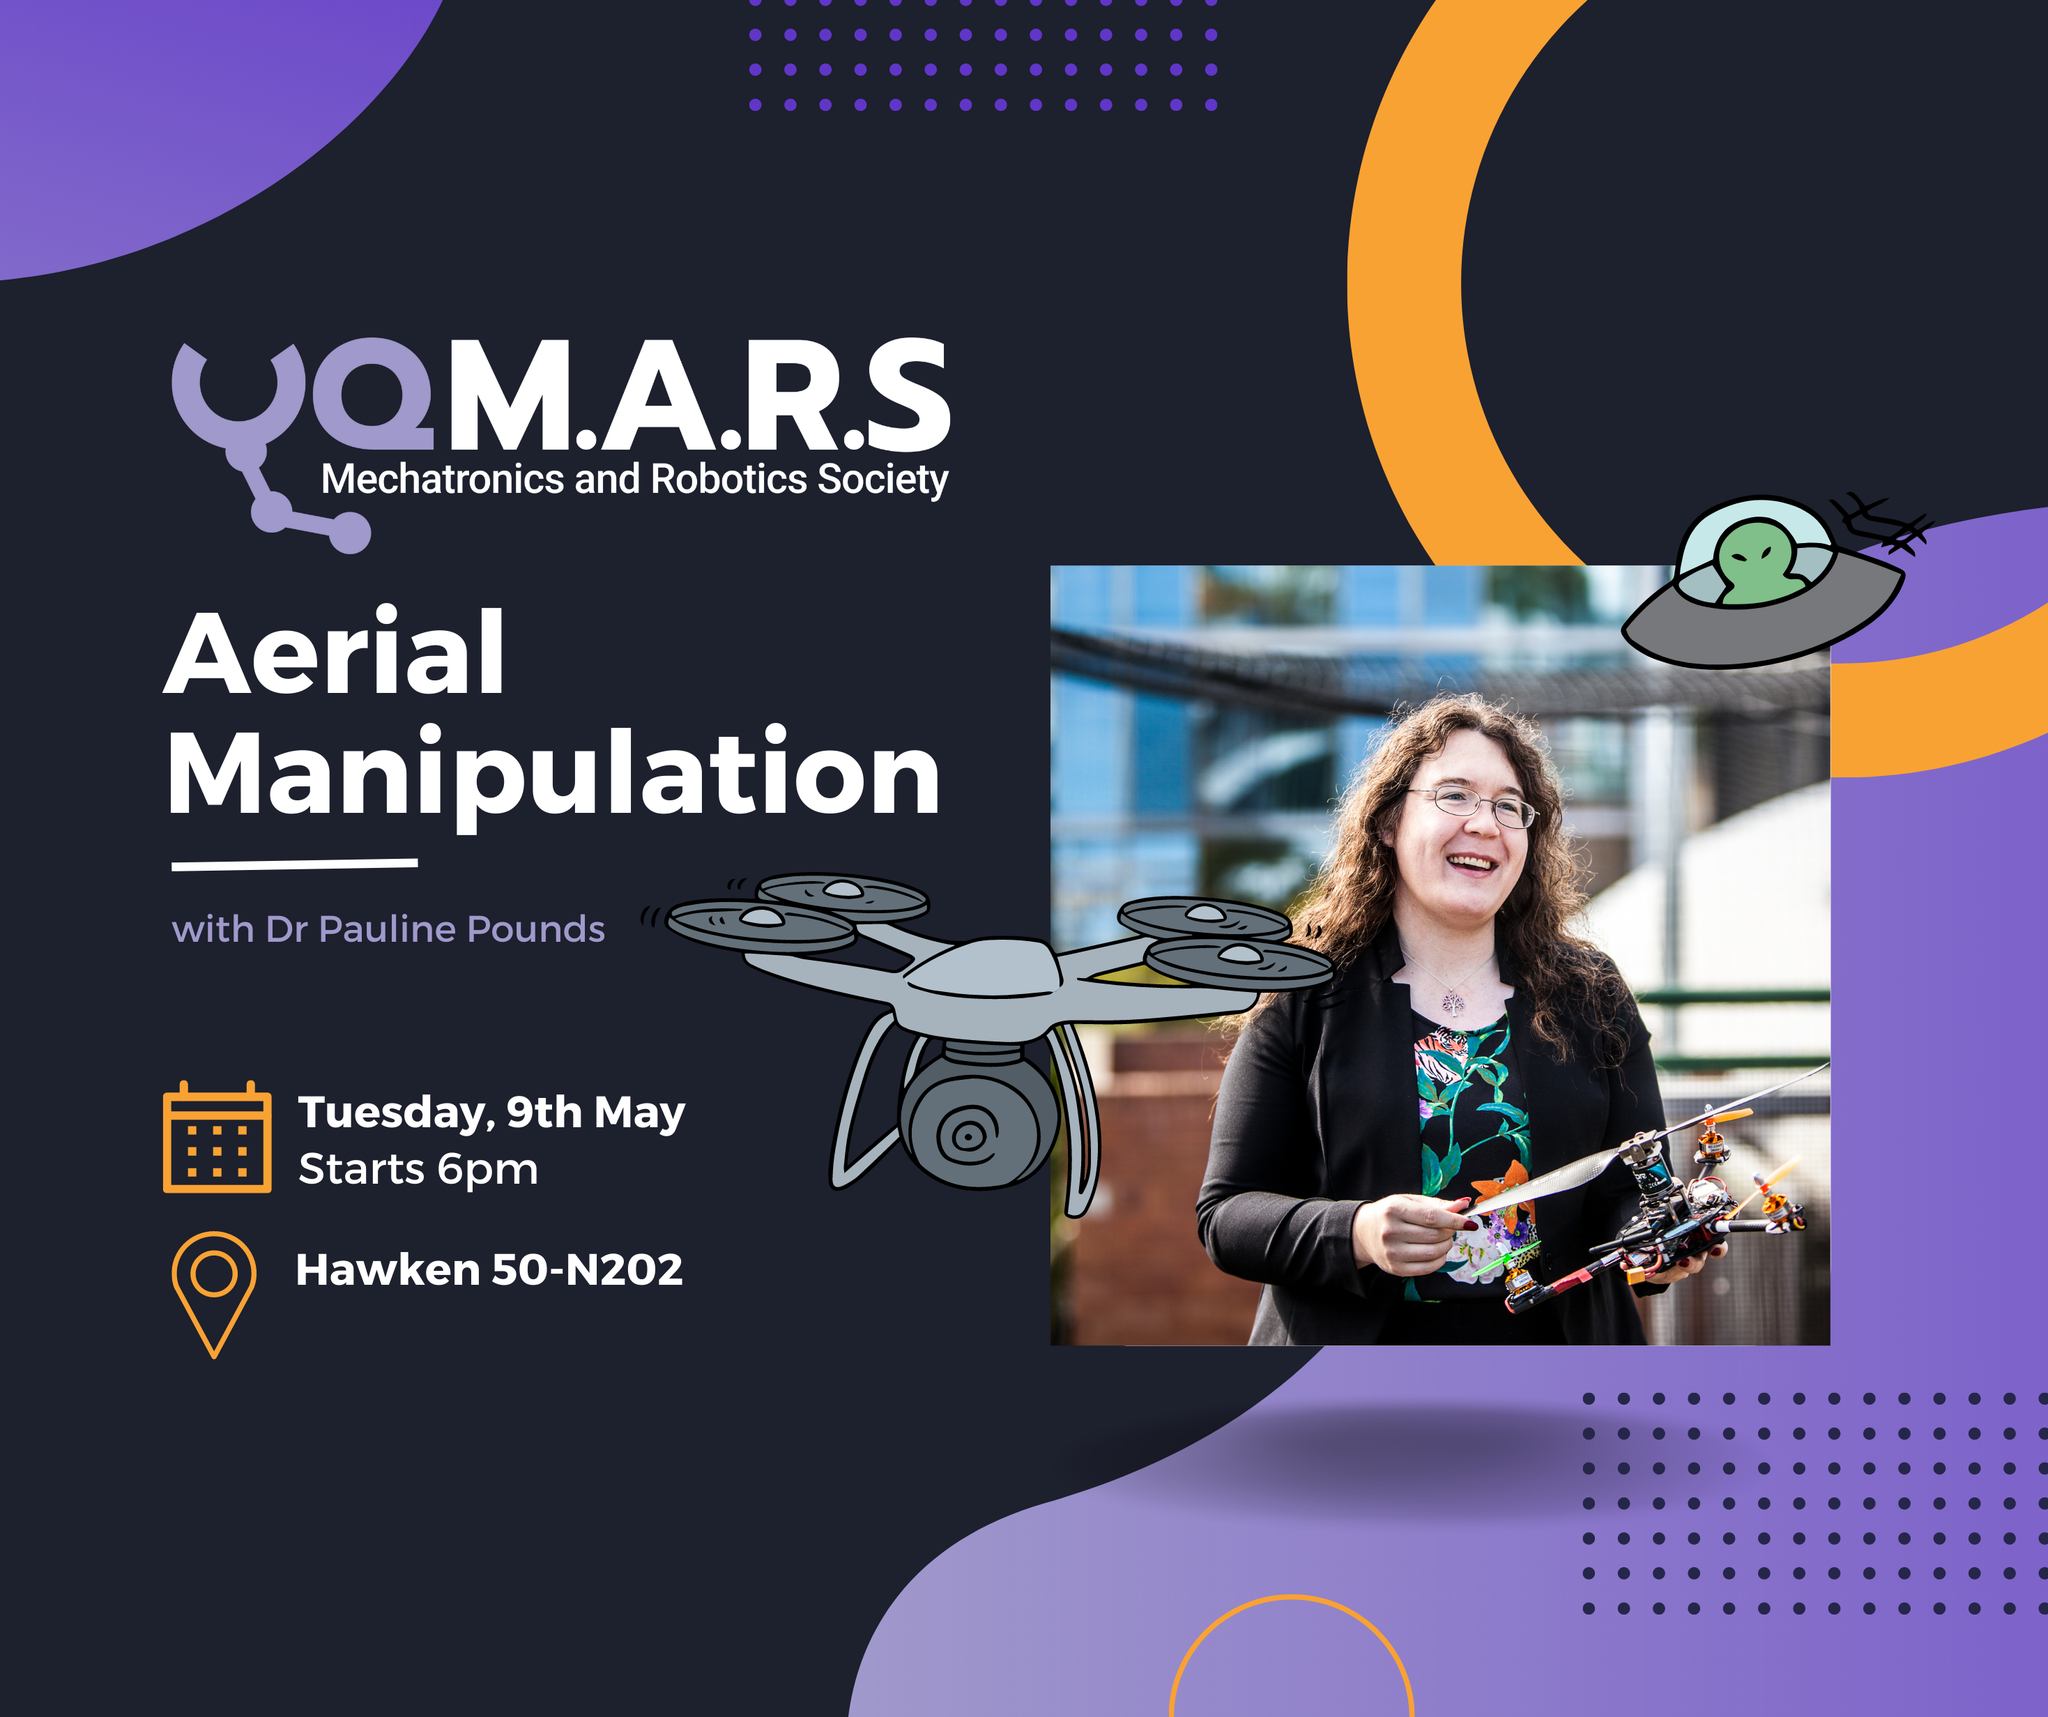 UQM.A.R.S
Mechatronics and Robotics Society
Aerial
Manipulation
with Dr Pauline Pounds
Tuesday, 9th May
Starts 6pm
Hawken 50-N202